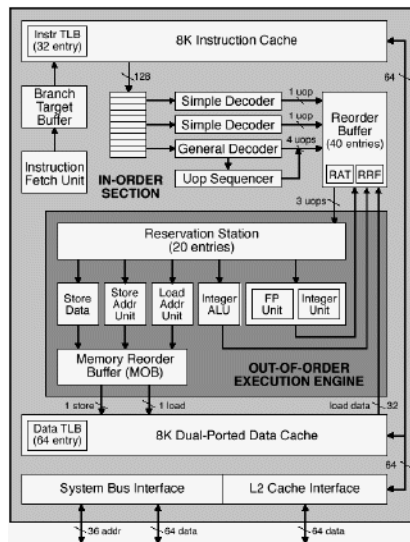 Instr TLB
(32 entry)
8K Instruction Cache
128
64
Branch
Target
Buffer
Instruction
Fetch Unit
IN-ORDER
SECTION
Simple Decoder
1 uop
Simple Decoder
1 uop
General Decoder
4 uops
Uop Sequencer
Reorder
Buffer
(40 entries)
RAT
RRF
3 uops
Reservation Station
(20 entries)
Store
Data
Store
Addr
Unit
Load
Addr
Unit
Integer
ALU
FP
Unit
Integer
Unit
Memory Reorder
Buffer (MOB)
OUT-OF-ORDER
EXECUTION ENGINE
1 store
1 load
load data
32
Data TLB
(64 entry)
8K Dual-Ported Data Cache
64
System Bus Interface
L2 Cache Interface
36 addr
64 data
64 data